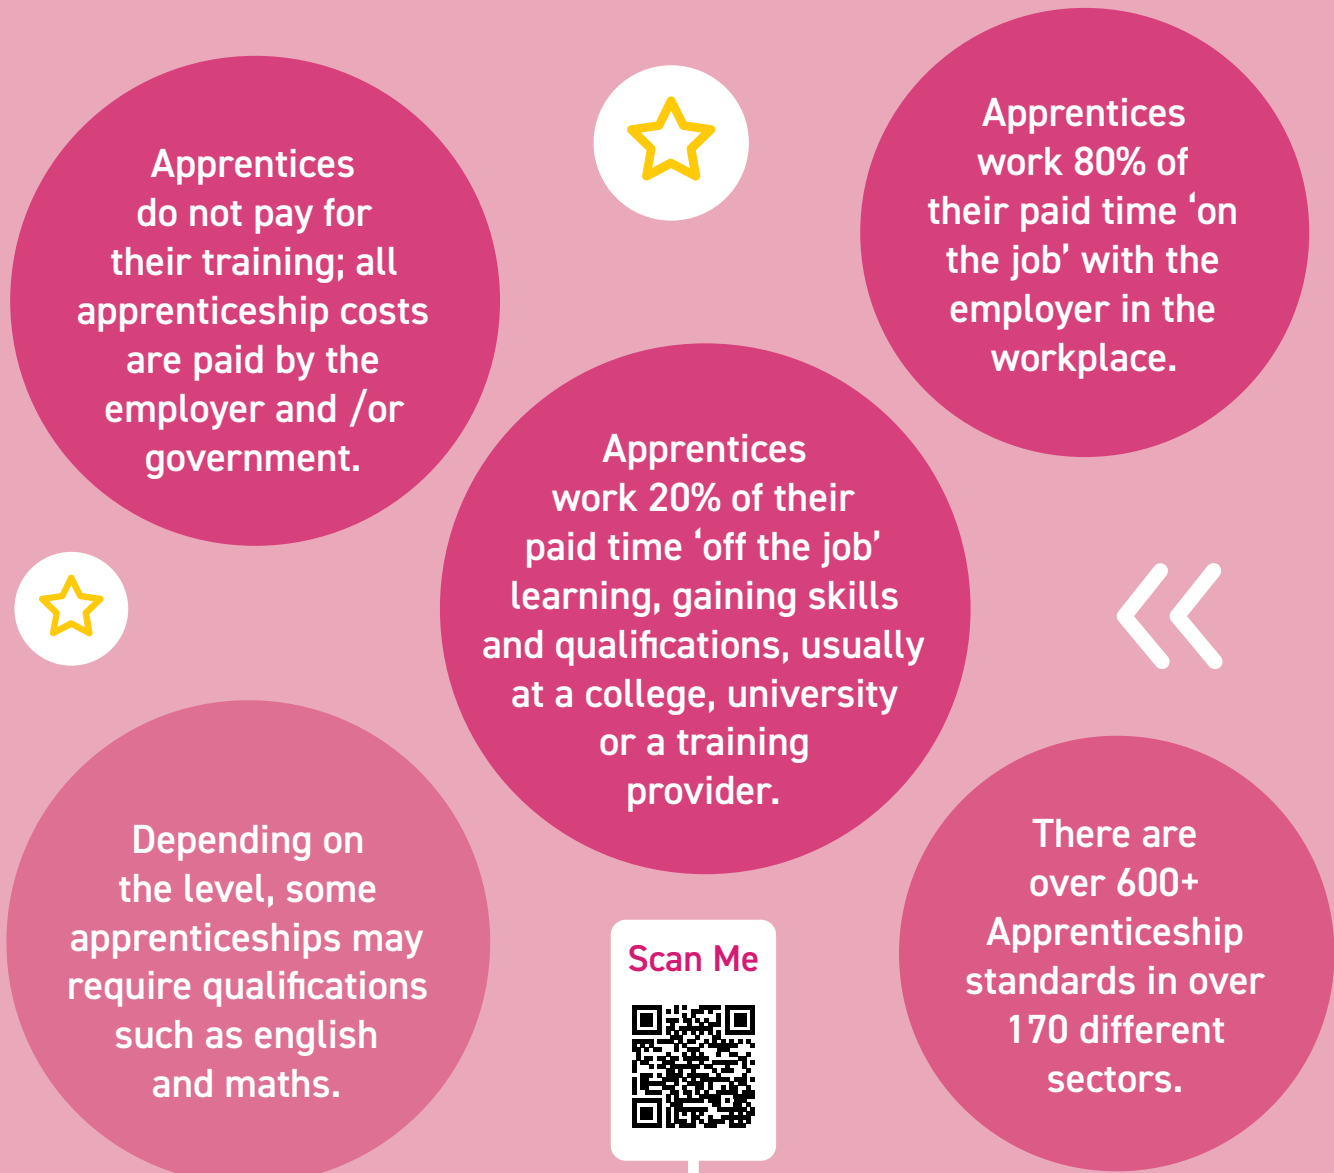 Apprentices
do not pay for
their training; all
apprenticeship costs
are paid by the
employer and /or
government.
Apprentices
work 80% of
their paid time ‘on
the job’ with the
employer in the
workplace.
Apprentices
work 20% of their
paid time ‘off the job’
learning, gaining skills
and qualifications, usually
at a college, university
or a training
provider.
Depending on
the level, some
apprenticeships may
require qualifications
such as english
and maths.
Scan Me
There are
over 600+
Apprenticeship
standards in over
170 different
sectors.